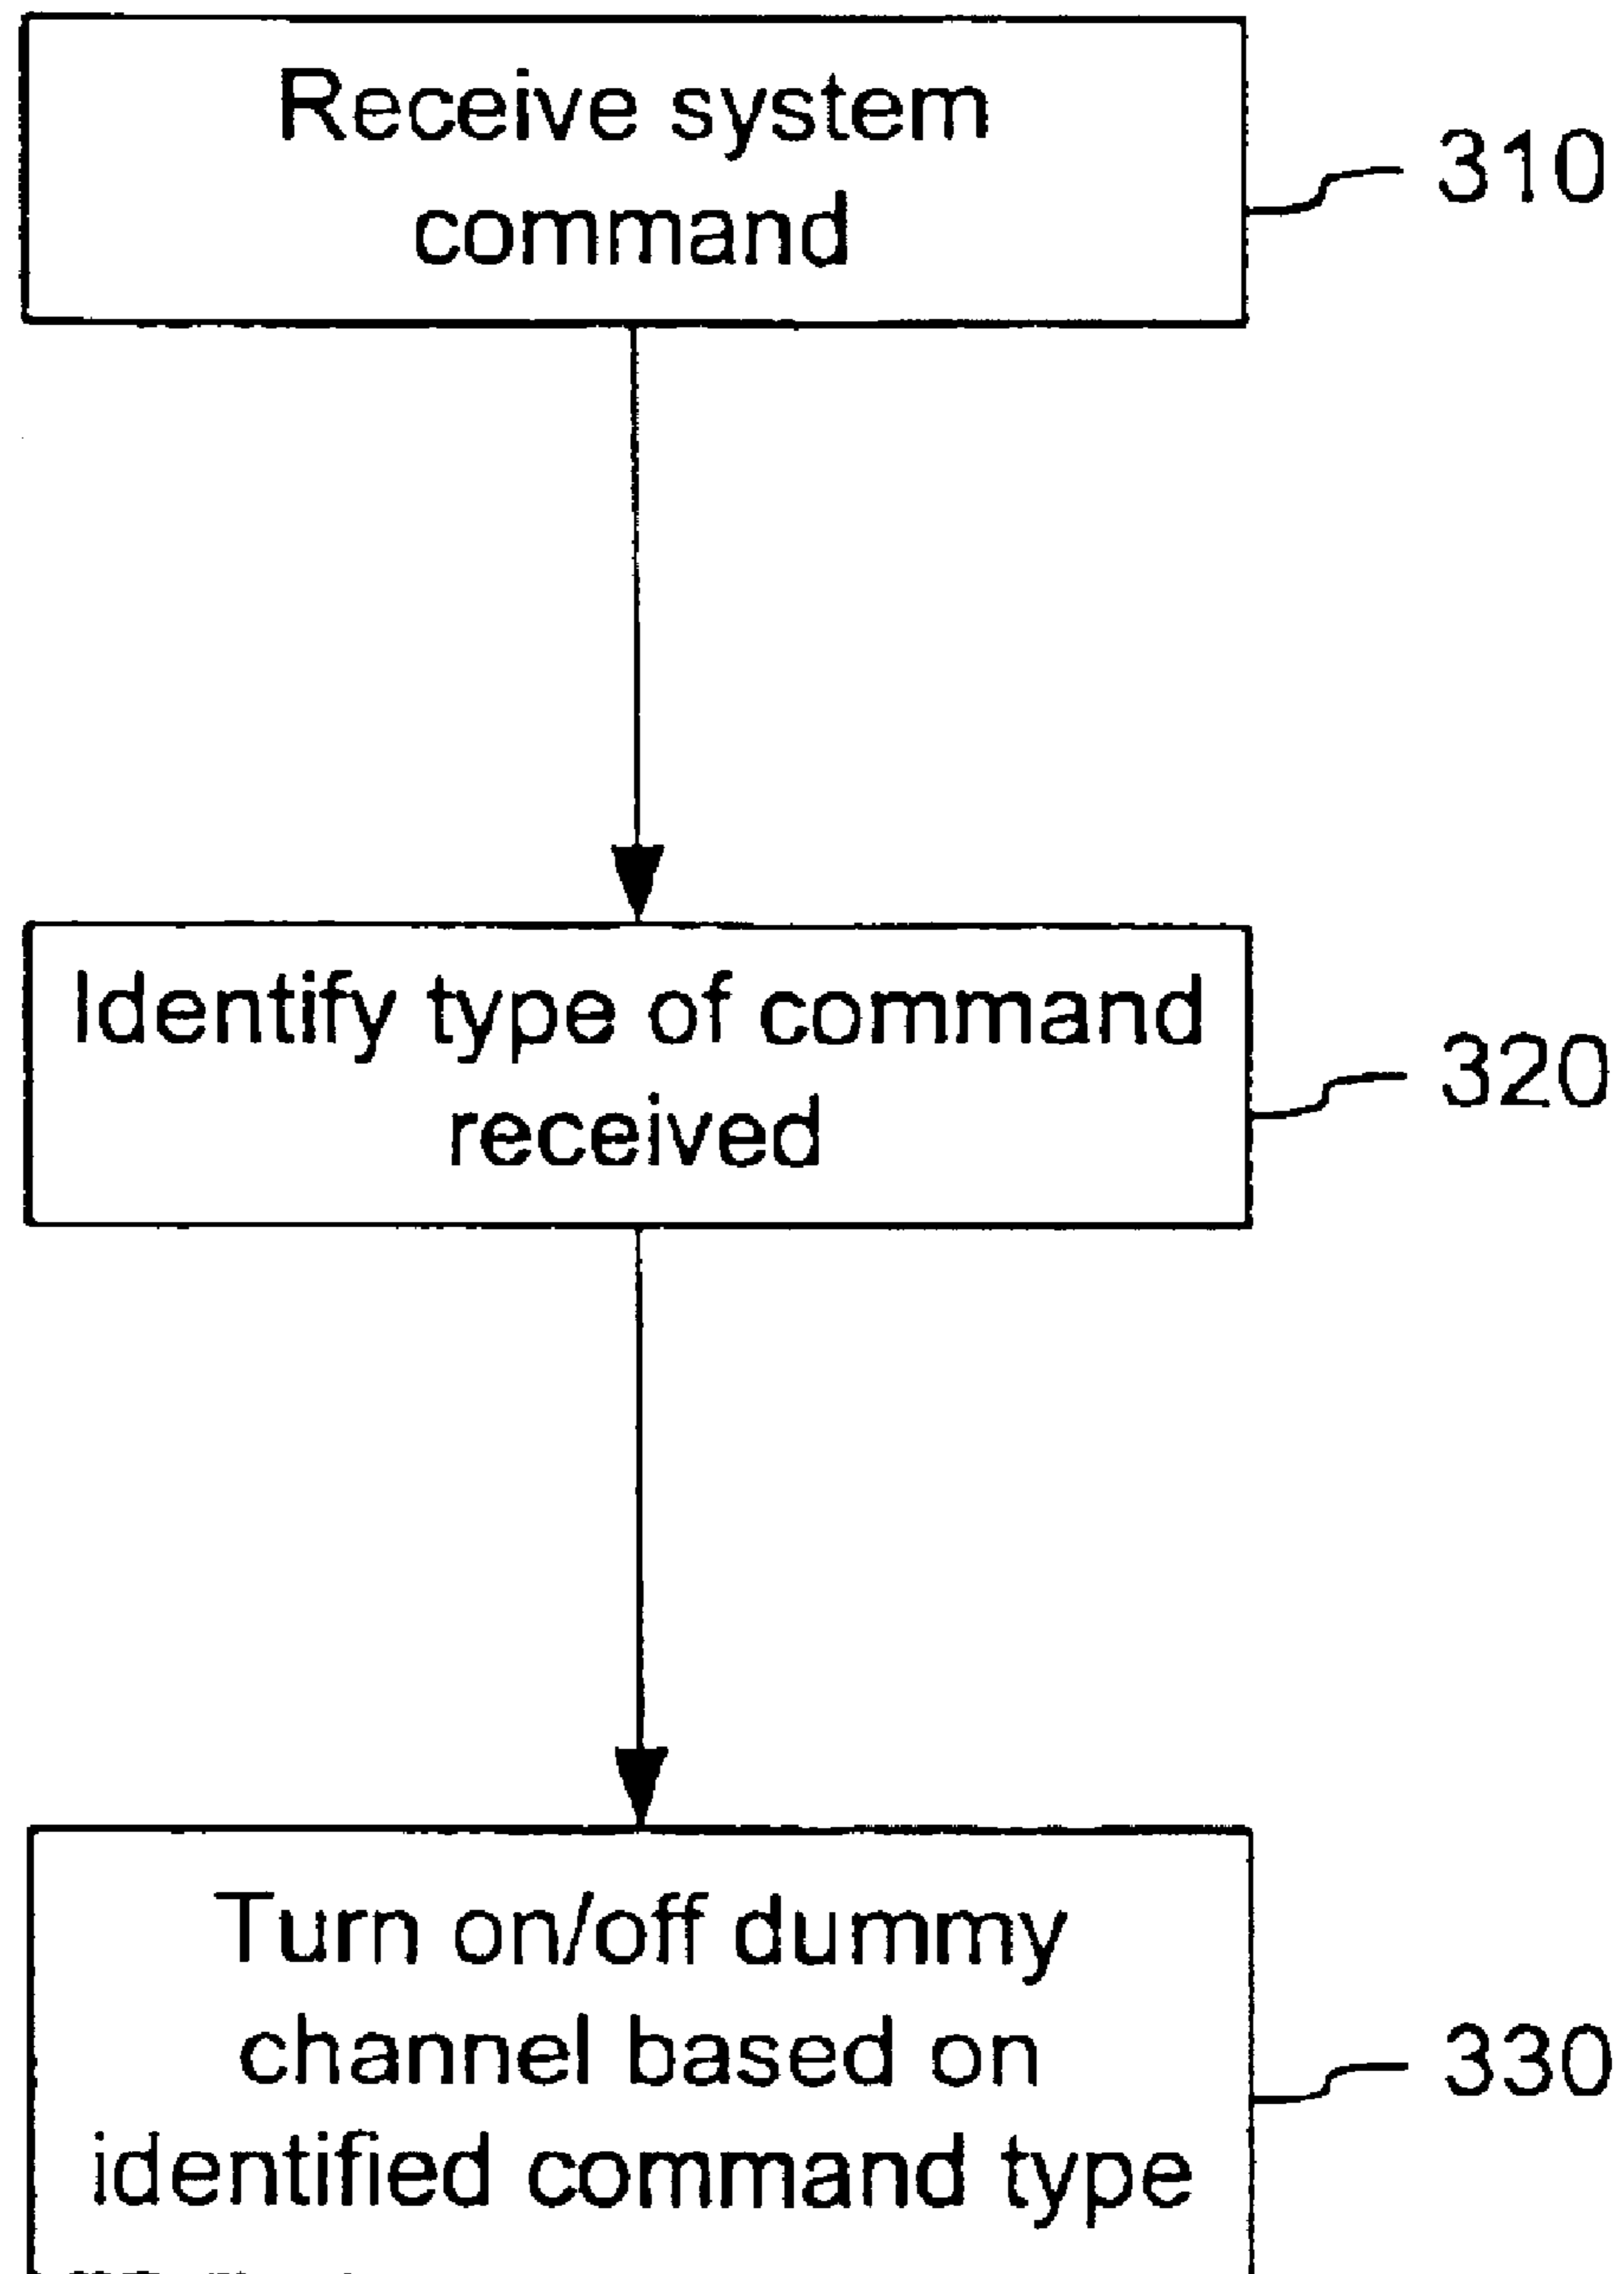 Receive system
command
310
Identify type of command
received
320
Turn on/off dummy
channel based on
identified command type
330